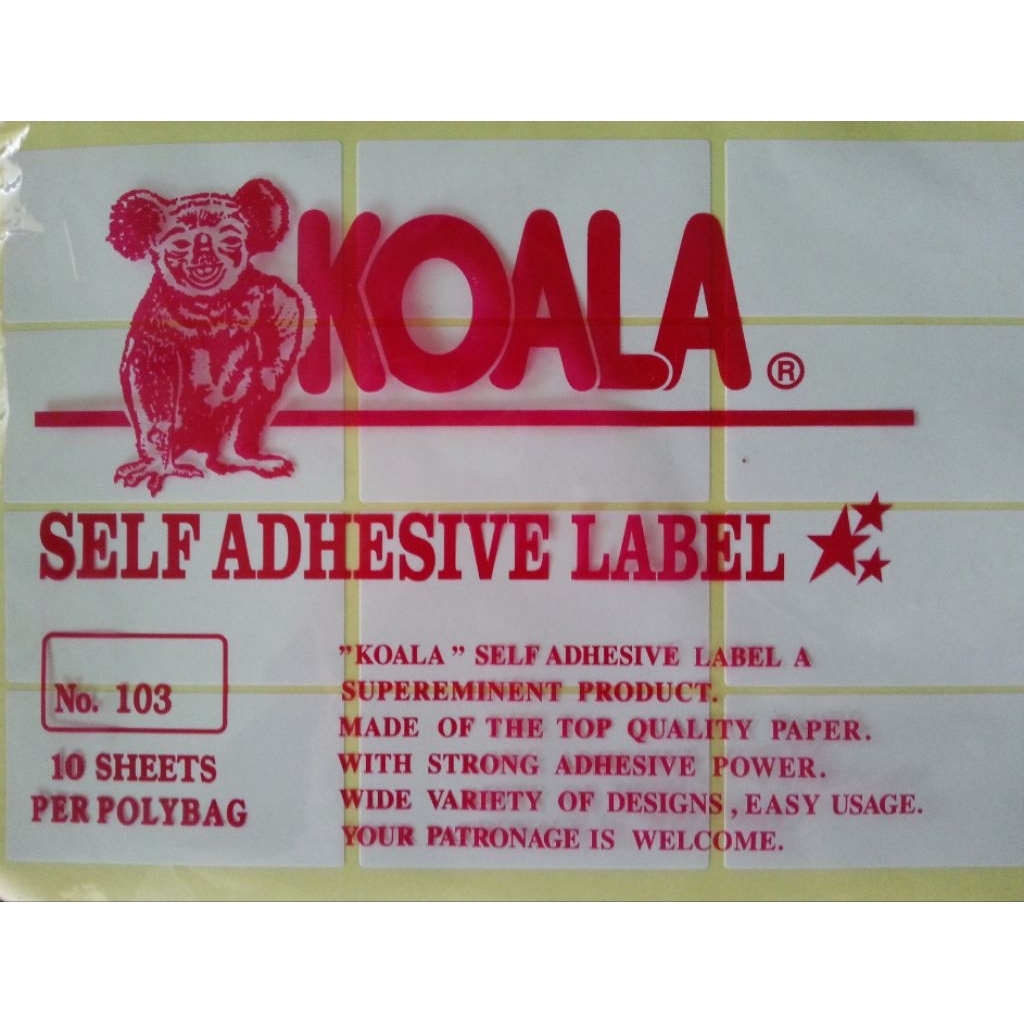 KOALA ®
SELF ADHESIVE LABEL
No. 103
10 SHEETS
PER POLYBAG
”KOALA” SELF ADHESIVE LABEL A
SUPEREMINENT PRODUCT.
MADE OF THE TOP QUALITY PAPER.
WITH STRONG ADHESIVE POWER.
WIDE VARIETY OF DESIGNS, EASY USAGE.
YOUR PATRONAGE IS WELCOME.